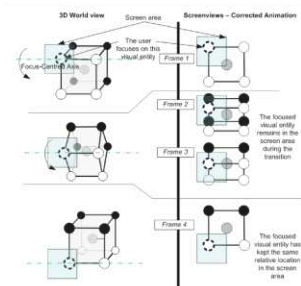 3D World view
Screen area
Screenviews – Corrected Animation
The user
focuses on this
visual entity
Focus-Centred Axis
Frame 1
Frame 2
The focused
visual entity
remains in the
screen area
during the
transition
Frame 3
Frame 4
The focused
visual entity has
kept the same
relative location
in the screen
area